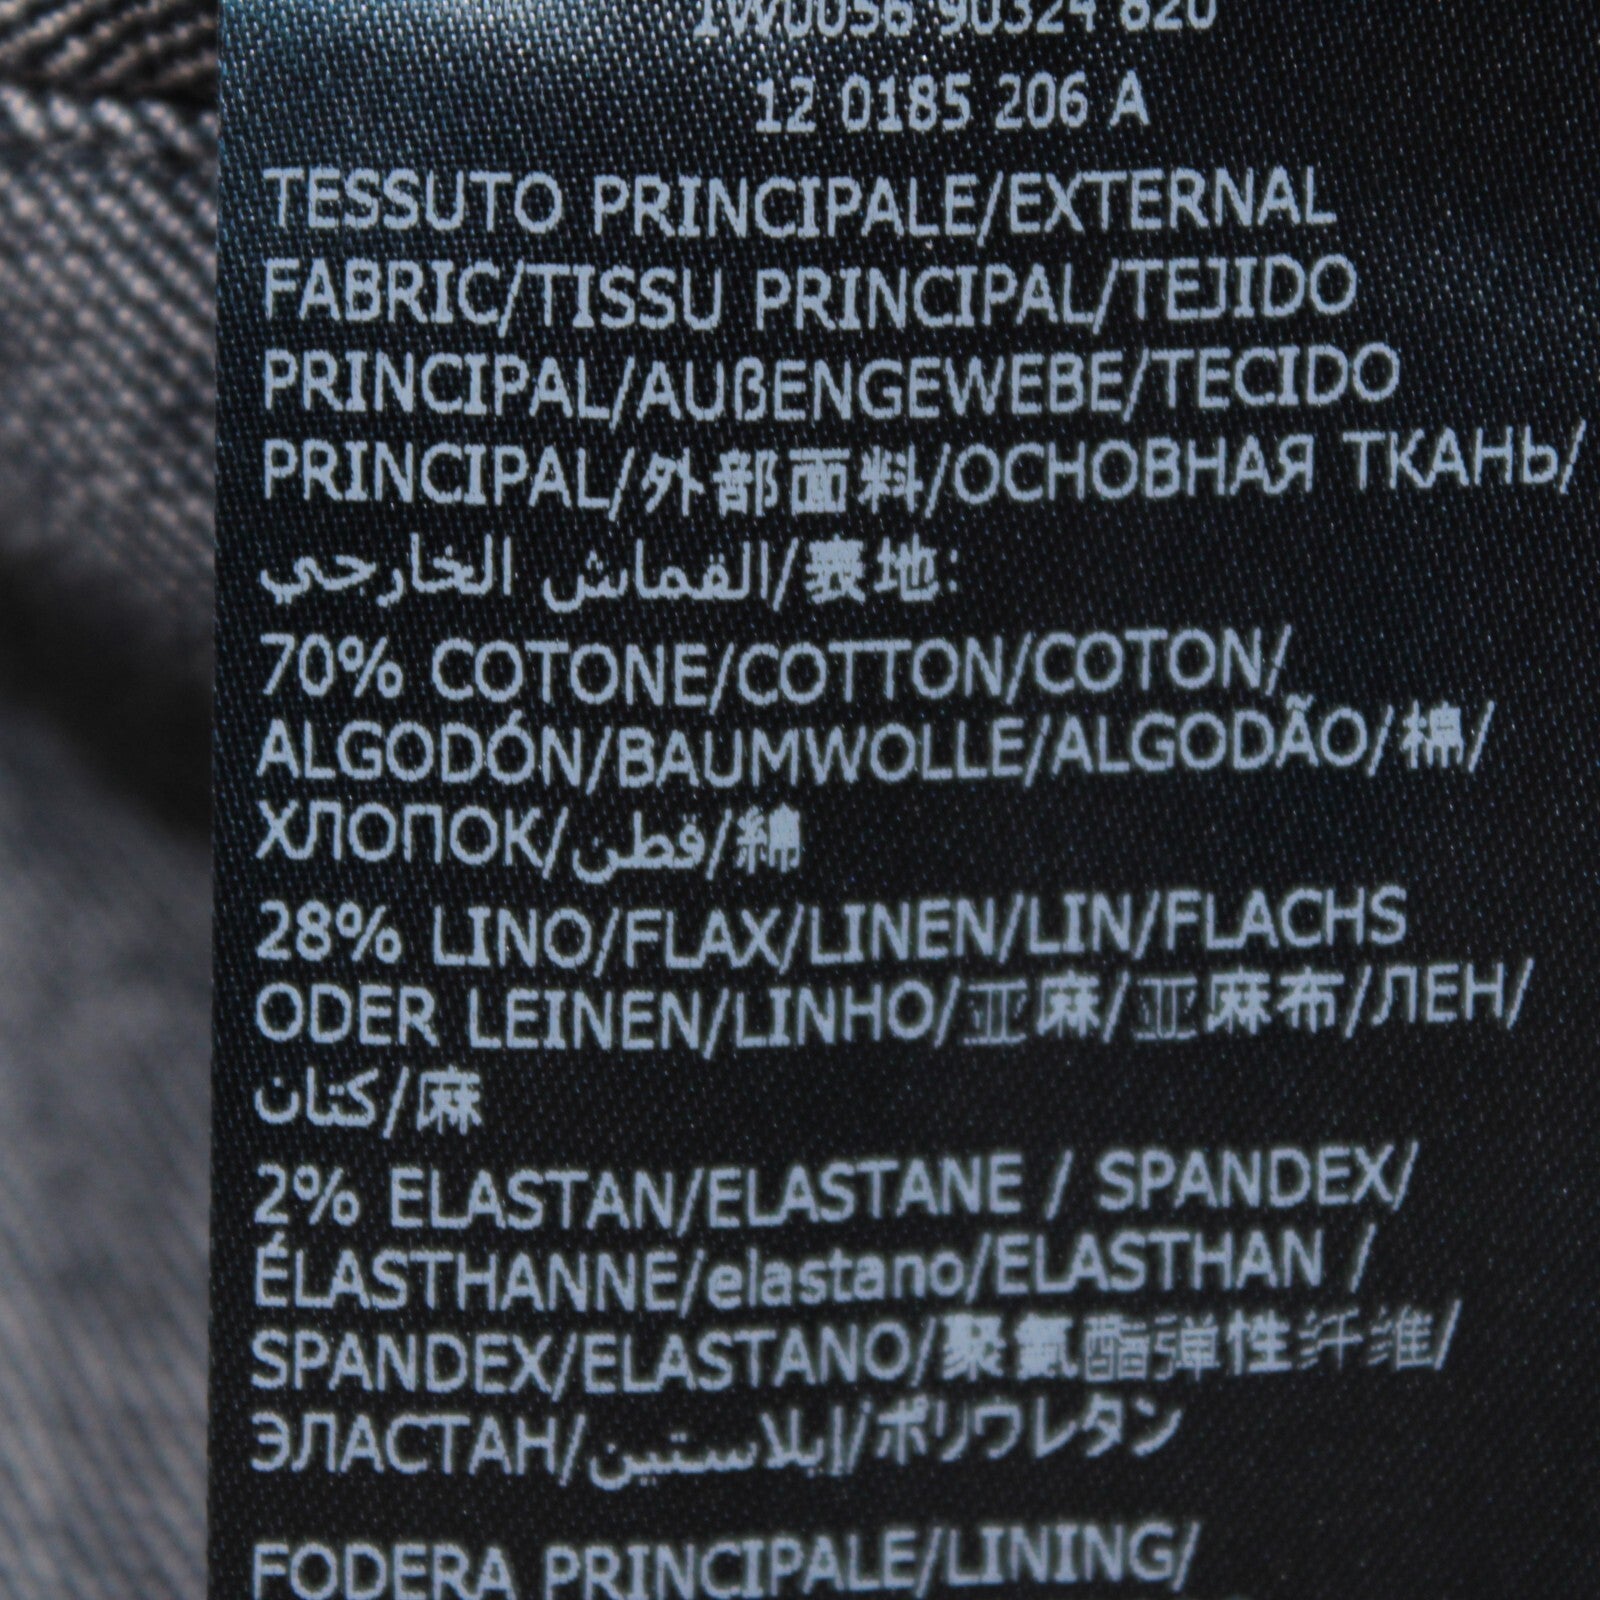 1W0056 90324 820
12 0185 206 A
TESSUTO PRINCIPALE/EXTERNAL
FABRIC/TISSU PRINCIPAL/TEJIDO
PRINCIPAL/AUßENGEWEBE/TECIDO
PRINCIPAL/外部面料/ОСНОВНАЯ ТКАНЬ/
القماش الخارجي/表地:
70% COTONE/COTTON/COTON/
ALGODÓN/BAUMWOLLE/ALGODÃO/棉/
ХЛОПОК/قطن/綿
28% LINO/FLAX/LINEN/LIN/FLACHS
ODER LEINEN/LINHO/亚麻/亚麻布/ЛЕН/
كتان/麻
2% ELASTAN/ELASTANE / SPANDEX/
ÉLASTHANNE/elastano/ELASTHAN /
SPANDEX/ELASTANO/聚氨酯弹性纤维/
ЭЛАСТАН/إيلاستين/ポリウレタン
FODERA PRINCIPALE/LINING/